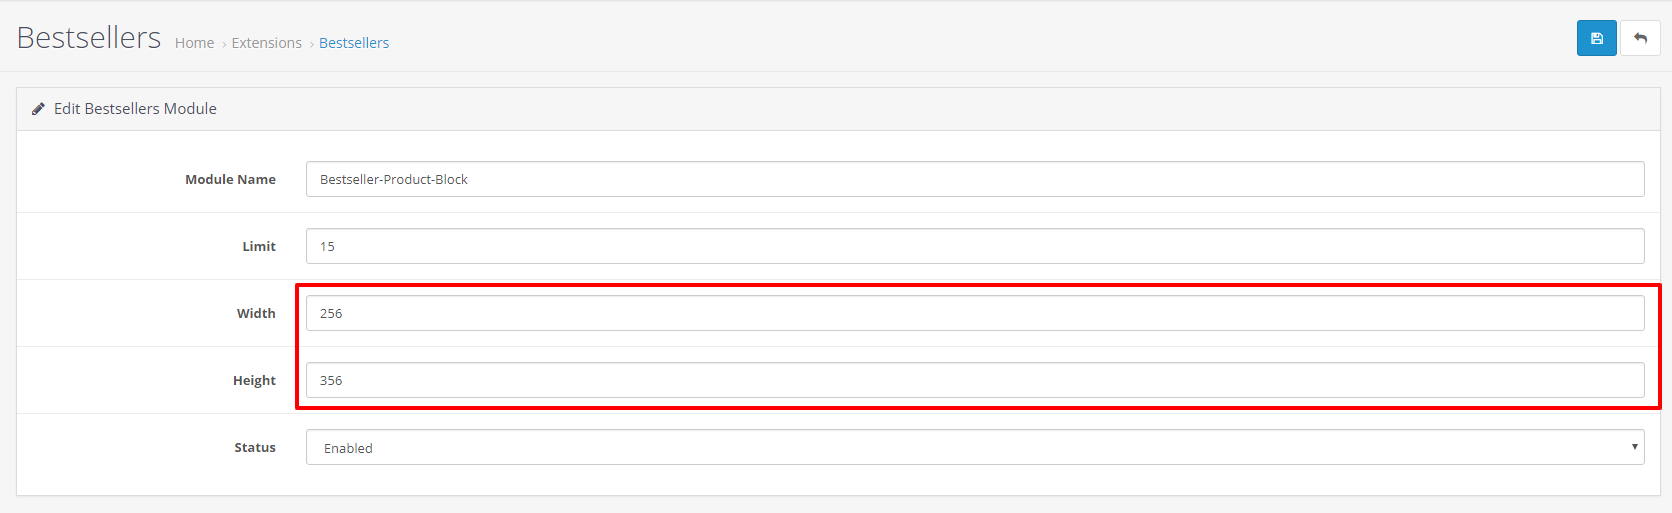 Bestsellers Home › Extensions › Bestsellers
Edit Bestsellers Module
Module Name Bestseller-Product-Block
Limit 15
Width 256
Height 356
Status Enabled